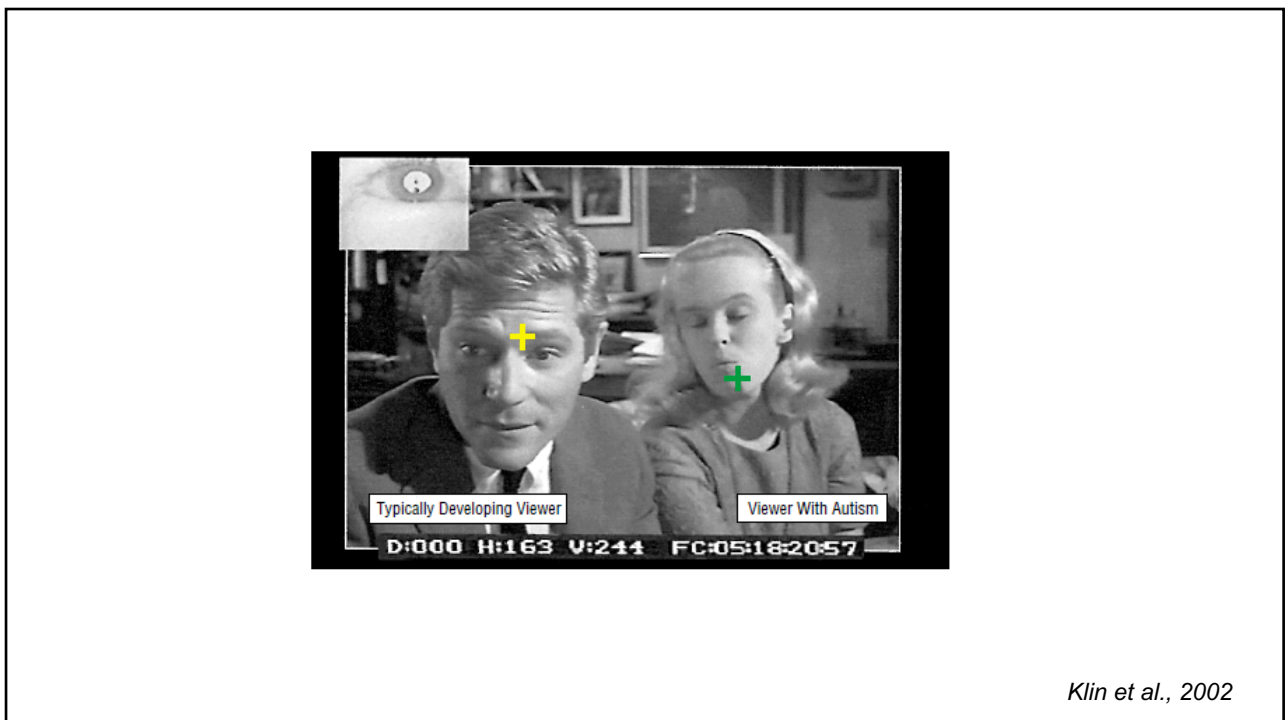 Typically Developing Viewer
Viewer With Autism
D:000 H:163 V:244 FC:05:18:20:57
Klin et al., 2002